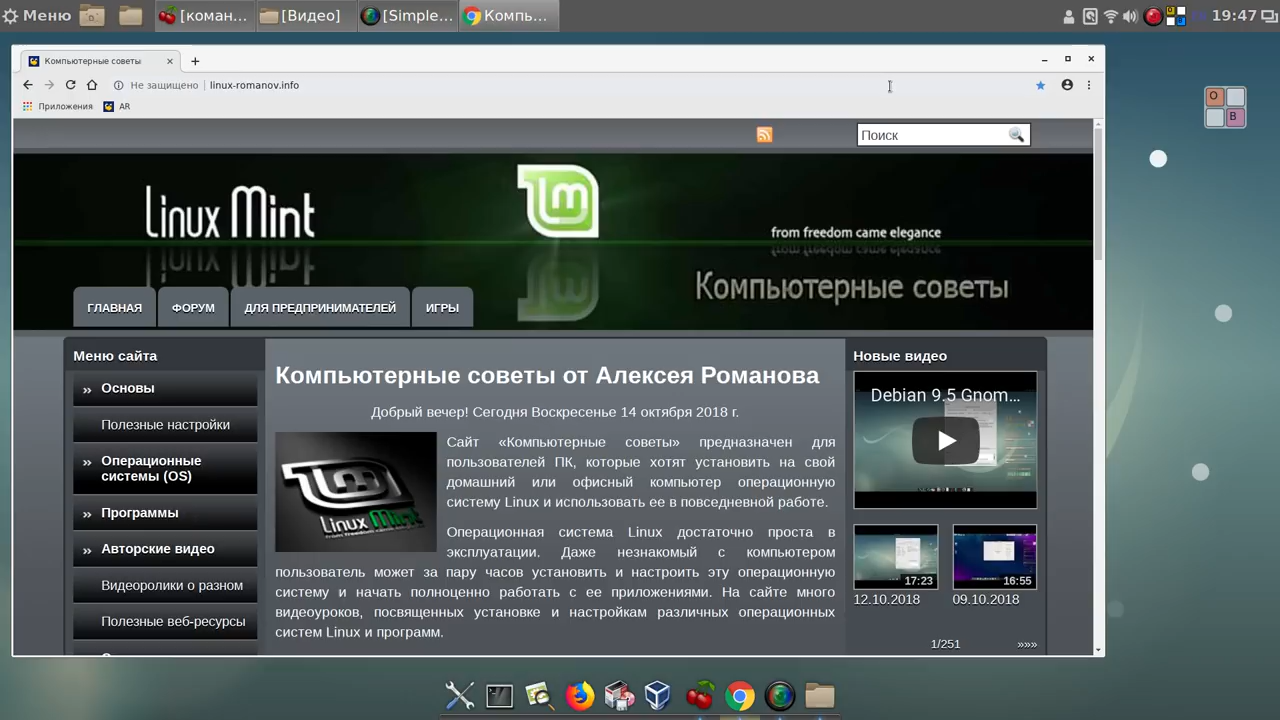 Меню
[коман...
[Видео]
[Simple...
Компь...
19:47
Компьютерные советы
Не защищено
linux-romanov.info
Приложения
AR
O
B
Поиск
Linux Mint
from freedom came elegance
Компьютерные советы
ГЛАВНАЯ
ФОРУМ
ДЛЯ ПРЕДПРИНИМАТЕЛЕЙ
ИГРЫ
Меню сайта
» Основы
Полезные настройки
» Операционные
системы (OS)
» Программы
» Авторские видео
Видеоролики о разном
Полезные веб-ресурсы
Компьютерные советы от Алексея Романова
Добрый вечер! Сегодня Воскресенье 14 октября 2018 г.
Linux Mint
from freedom came elegance
Сайт «Компьютерные советы» предназначен для
пользователей ПК, которые хотят установить на свой
домашний или офисный компьютер операционную
систему Linux и использовать ее в повседневной работе.
Операционная система Linux достаточно проста в
эксплуатации. Даже незнакомый с компьютером
пользователь может за пару часов установить и настроить эту операционную
систему и начать полноценно работать с ее приложениями. На сайте много
видеоуроков, посвященных установке и настройкам различных операционных
систем Linux и программ.
Новые видео
Debian 9.5 Gnom...
17:23
16:55
12.10.2018
09.10.2018
1/251
»»»